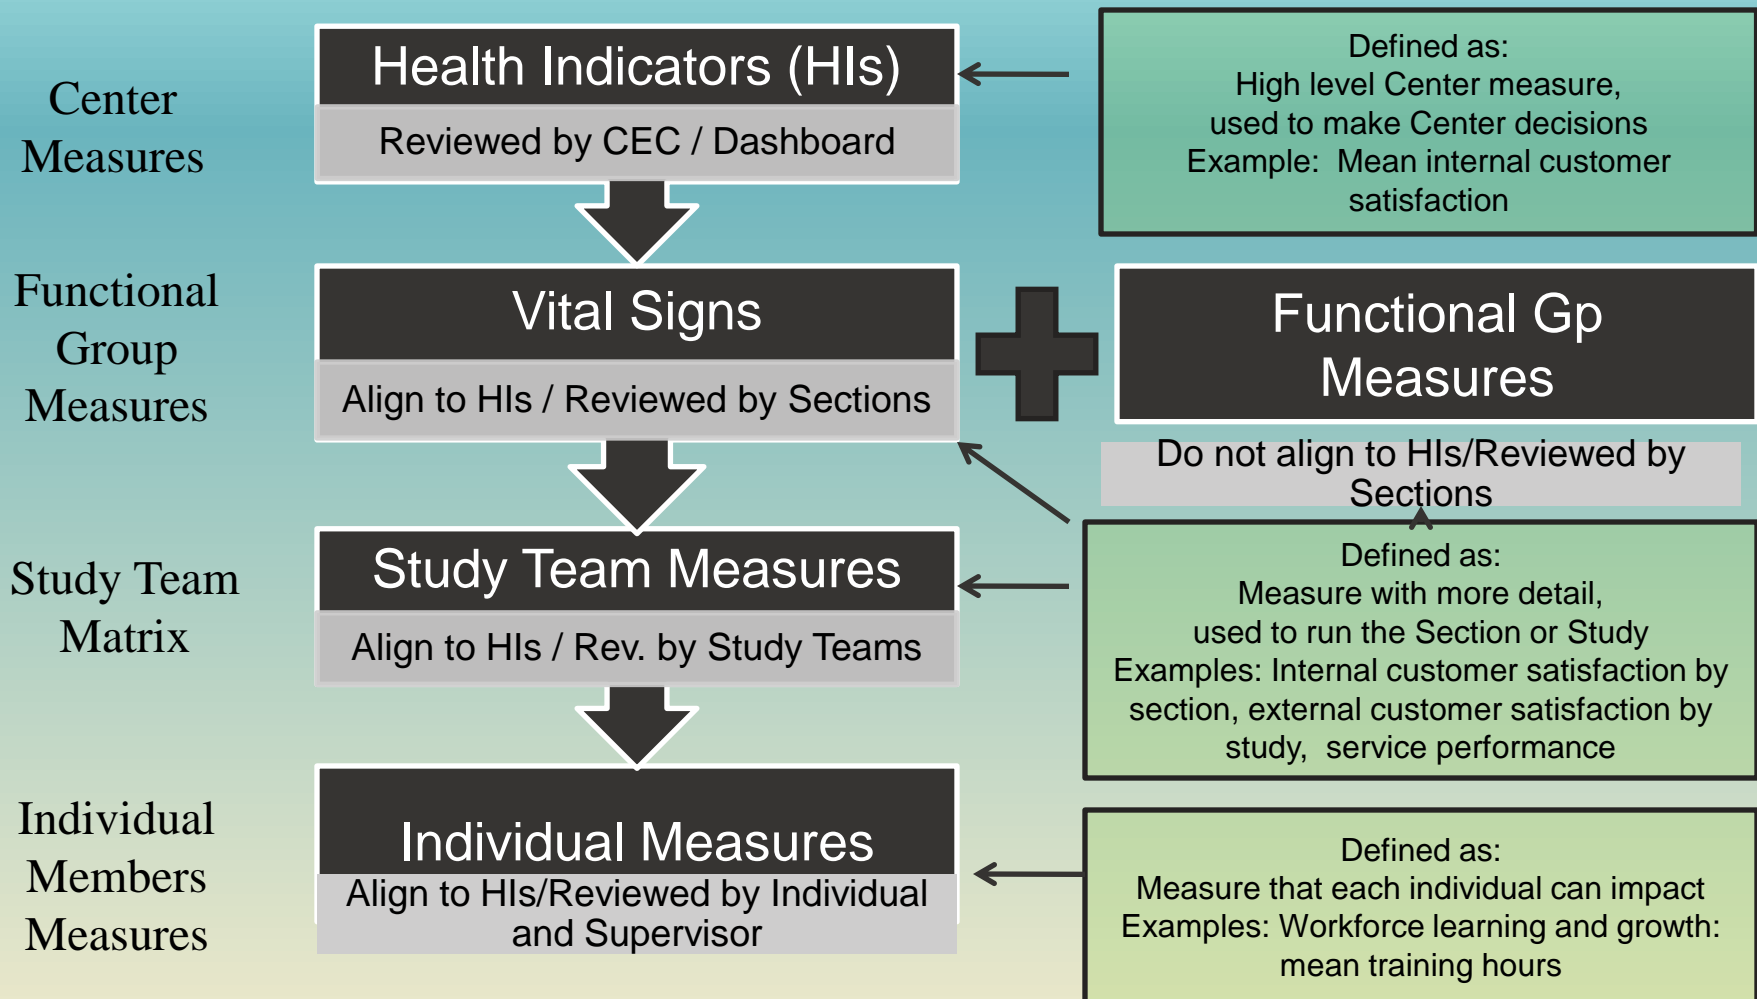 Center
Measures
Health Indicators (HIs)
Reviewed by CEC / Dashboard
Defined as:
High level Center measure,
used to make Center decisions
Example:  Mean internal customer
satisfaction
Functional
Group
Measures
Vital Signs
Align to HIs / Reviewed by Sections
Functional Gp
Measures
Do not align to HIs/Reviewed by
Sections
Study Team
Matrix
Study Team Measures
Align to HIs / Rev. by Study Teams
Defined as:
Measure with more detail,
used to run the Section or Study
Examples: Internal customer satisfaction by
section, external customer satisfaction by
study,  service performance
Individual
Members
Measures
Individual Measures
Align to HIs/Reviewed by Individual
and Supervisor
Defined as:
Measure that each individual can impact
Examples: Workforce learning and growth:
mean training hours